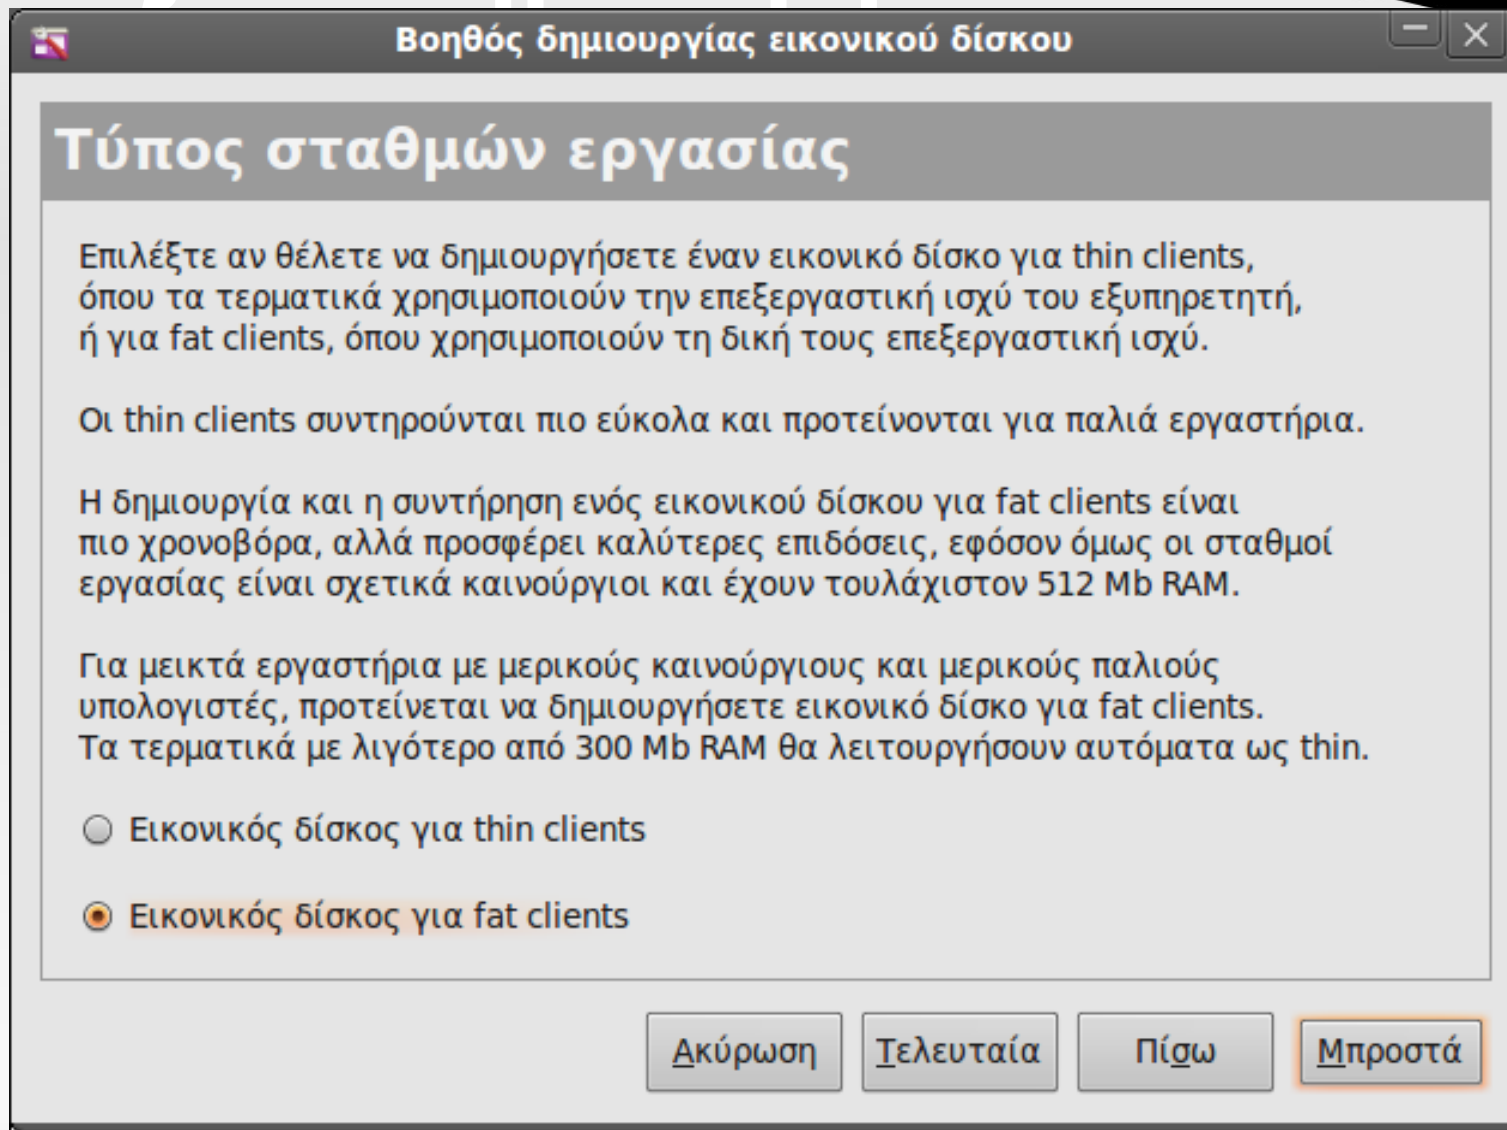 Βοηθός δημιουργίας εικονικού δίσκου
Τύπος σταθμών εργασίας
Επιλέξτε αν θέλετε να δημιουργήσετε έναν εικονικό δίσκο για thin clients,
όπου τα τερματικά χρησιμοποιούν την επεξεργαστική ισχύ του εξυπηρετητή,
ή για fat clients, όπου χρησιμοποιούν τη δική τους επεξεργαστική ισχύ.
Οι thin clients συντηρούνται πιο εύκολα και προτείνονται για παλιά εργαστήρια.
Η δημιουργία και η συντήρηση ενός εικονικού δίσκου για fat clients είναι
πιο χρονοβόρα, αλλά προσφέρει καλύτερες επιδόσεις, εφόσον όμως οι σταθμοί
εργασίας είναι σχετικά καινούργιοι και έχουν τουλάχιστον 512 Mb RAM.
Για μεικτά εργαστήρια με μερικούς καινούργιους και μερικούς παλιούς
υπολογιστές, προτείνεται να δημιουργήσετε εικονικό δίσκο για fat clients.
Τα τερματικά με λιγότερο από 300 Mb RAM θα λειτουργήσουν αυτόματα ως thin.
Εικονικός δίσκος για thin clients
Εικονικός δίσκος για fat clients
Ακύρωση Τελευταία Πίσω Μπροστά